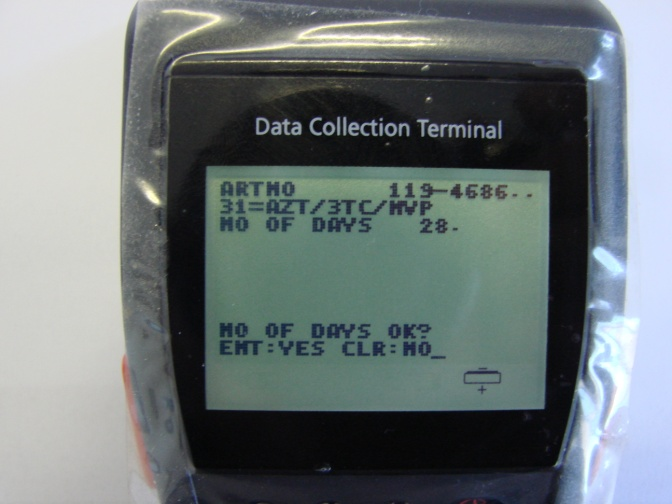 Data Collection Terminal
ARTNO 119-4686..
31=AZT/3TC/NVP
NO OF DAYS 28.
NO OF DAYS OK?
ENT:YES CLR:NO_
- 
+